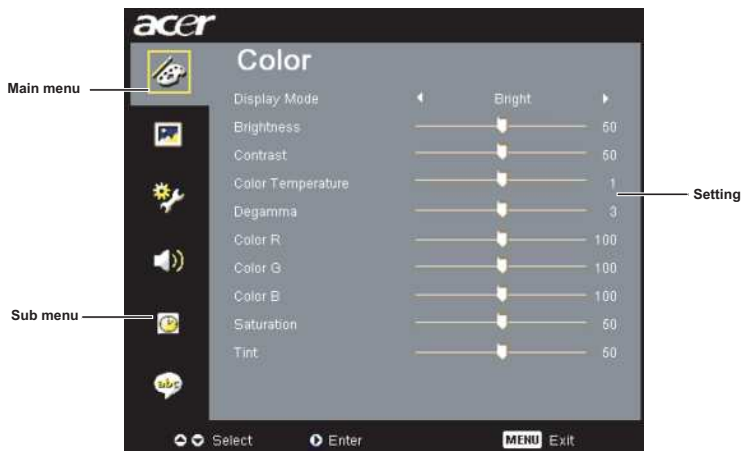 acer
Color
Main menu
Display Mode Bright
Brightness 50
Contrast 50
Color Temperature 1
Setting
Degamma 3
Color R 100
Color G 100
Color B 100
Sub menu
Saturation 50
Tint 50
abc
Select Enter MENU Exit